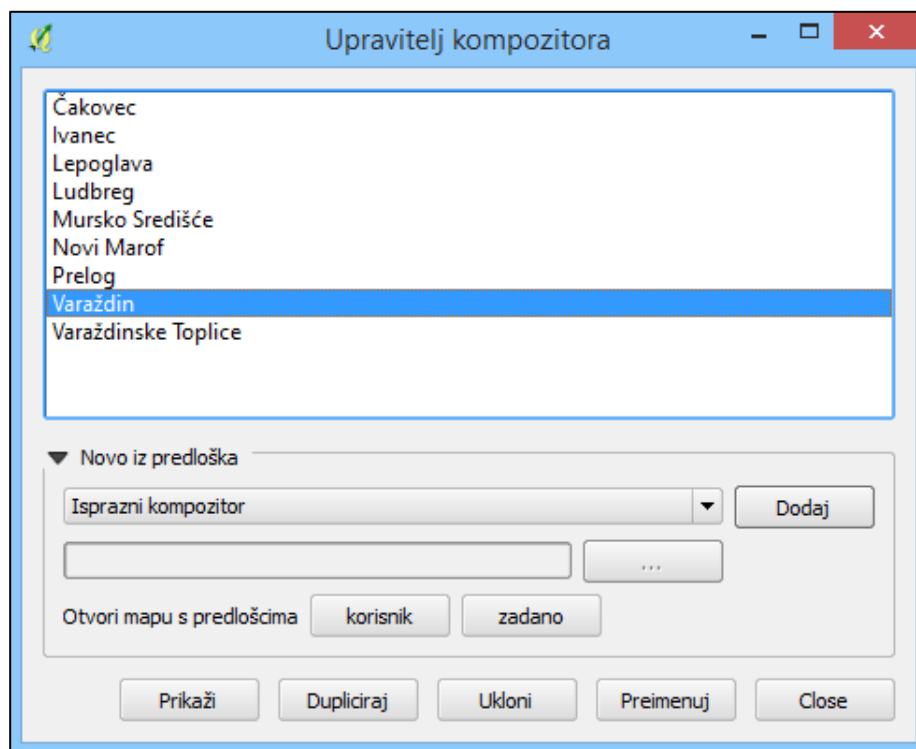 Upravitelj kompozitora
Čakovec
Ivanec
Lepoglava
Ludbreg
Mursko Središće
Novi Marof
Prelog
Varaždin
Varaždinske Toplice
Novo iz predloška
Isprazni kompozitor
Dodaj
...
Otvori mapu s predlošcima korisnik zadano
Prikaži Dupliciraj Ukloni Preimenuj Close